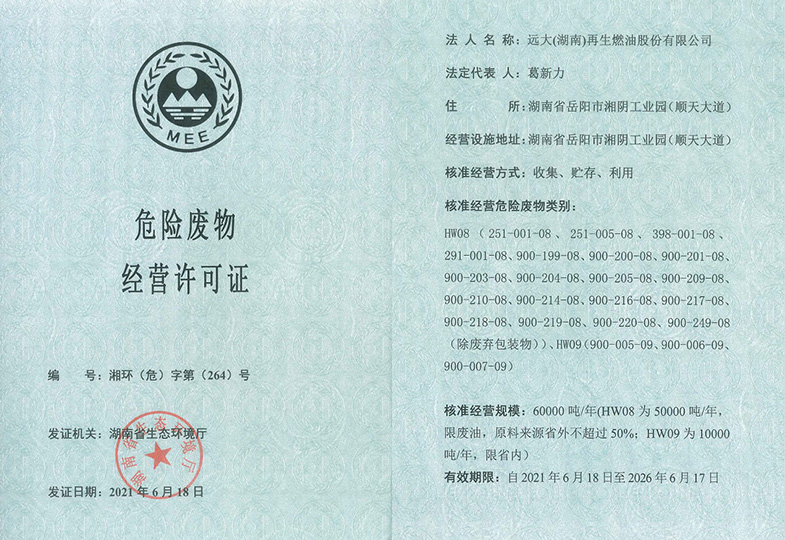 MEE
危险废物
经营许可证
编 号：湘环（危）字第（264）号
发证机关：湖南省生态环境厅
湖南省生态环境厅
发证日期：2021 年 6 月 18 日
法 人 名 称：远大(湖南)再生燃油股份有限公司
法定代表 人：葛新力
住 所：湖南省岳阳市湘阴工业园（顺天大道）
经营设施地址：湖南省岳阳市湘阴工业园（顺天大道）
核准经营方式：收集、贮存、利用
核准经营危险废物类别：
HW08（251-001-08、251-005-08、398-001-08、
291-001-08、900-199-08、900-200-08、900-201-08、
900-203-08、900-204-08、900-205-08、900-209-08、
900-210-08、900-214-08、900-216-08、900-217-08、
900-218-08、900-219-08、900-220-08、900-249-08
（除废弃包装物））、HW09（900-005-09、900-006-09、
900-007-09）
核准经营规模：60000 吨/年(HW08 为 50000 吨/年，
限废油，原料来源省外不超过 50%；HW09 为 10000
吨/年，限省内）
有效期限：自 2021 年 6 月 18 日至 2026 年 6 月 17 日